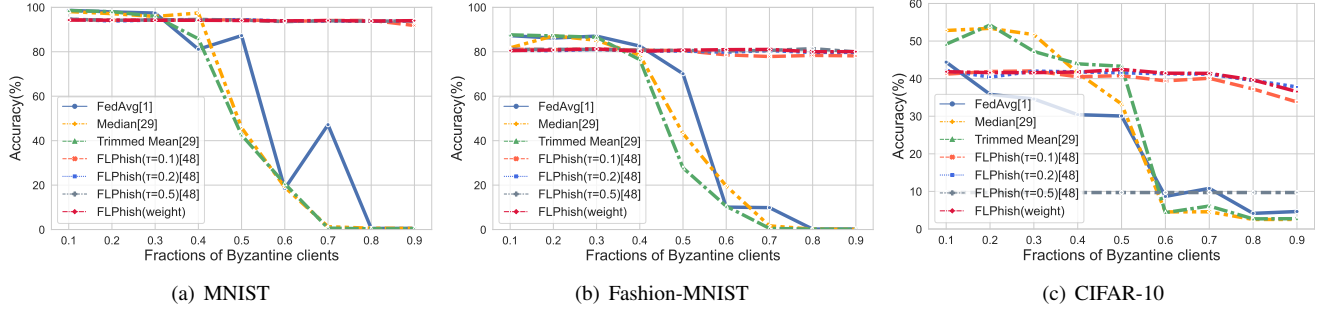 100
80
60
40
20
0
Accuracy(%)
FedAvg[1]
Median[29]
Trimmed Mean[29]
FLPhish(τ=0.1)[48]
FLPhish(τ=0.2)[48]
FLPhish(τ=0.5)[48]
FLPhish(weight)
0.1 0.2 0.3 0.4 0.5 0.6 0.7 0.8 0.9
Fractions of Byzantine clients
(a) MNIST
100
80
60
40
20
0
Accuracy(%)
FedAvg[1]
Median[29]
Trimmed Mean[29]
FLPhish(τ=0.1)[48]
FLPhish(τ=0.2)[48]
FLPhish(τ=0.5)[48]
FLPhish(weight)
0.1 0.2 0.3 0.4 0.5 0.6 0.7 0.8 0.9
Fractions of Byzantine clients
(b) Fashion-MNIST
60
50
40
30
20
10
0
Accuracy(%)
FedAvg[1]
Median[29]
Trimmed Mean[29]
FLPhish(τ=0.1)[48]
FLPhish(τ=0.2)[48]
FLPhish(τ=0.5)[48]
FLPhish(weight)
0.1 0.2 0.3 0.4 0.5 0.6 0.7 0.8 0.9
Fractions of Byzantine clients
(c) CIFAR-10